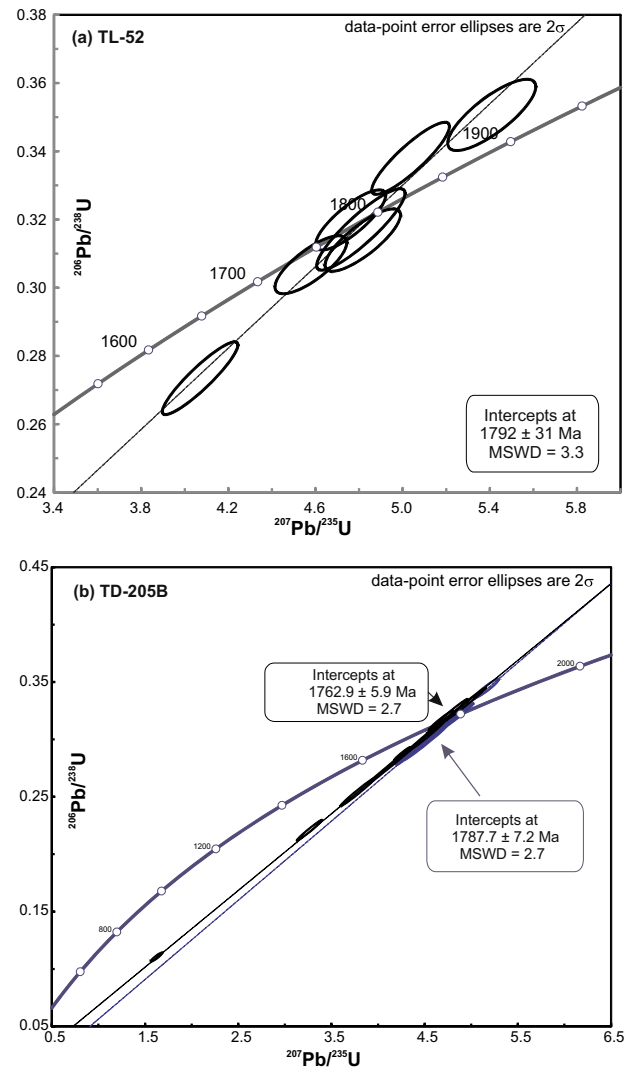 (a) TL-52
data-point error ellipses are 2σ
0.38
0.36
0.34
0.32
0.30
0.28
0.26
0.24
²⁰⁶Pb/²³⁸U
1900
1800
1700
1600
Intercepts at
1792 ± 31 Ma
MSWD = 3.3
3.4 3.8 4.2 4.6 5.0 5.4 5.8
²⁰⁷Pb/²³⁵U
(b) TD-205B
data-point error ellipses are 2σ
0.45
0.35
0.25
0.15
0.05
²⁰⁶Pb/²³⁸U
2000
1600
1200
800
Intercepts at
1762.9 ± 5.9 Ma
MSWD = 2.7
Intercepts at
1787.7 ± 7.2 Ma
MSWD = 2.7
0.5 1.5 2.5 3.5 4.5 5.5 6.5
²⁰⁷Pb/²³⁵U